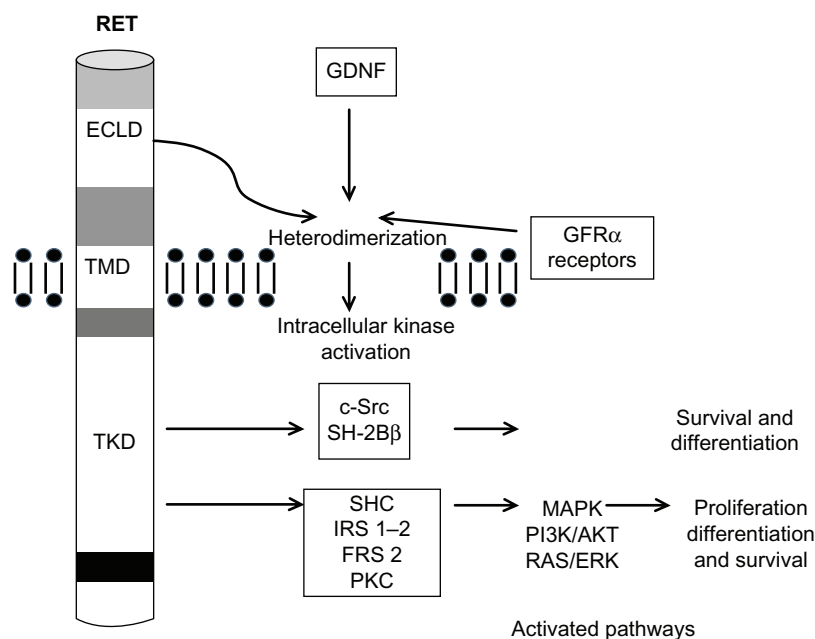 RET
GDNF
ECLD
Heterodimerization
GFRα
receptors
TMD
Intracellular kinase
activation
c-Src
SH-2Bβ
Survival and
differentiation
TKD
SHC
IRS 1–2
FRS 2
PKC
MAPK
PI3K/AKT
RAS/ERK
Proliferation
differentiation
and survival
Activated pathways